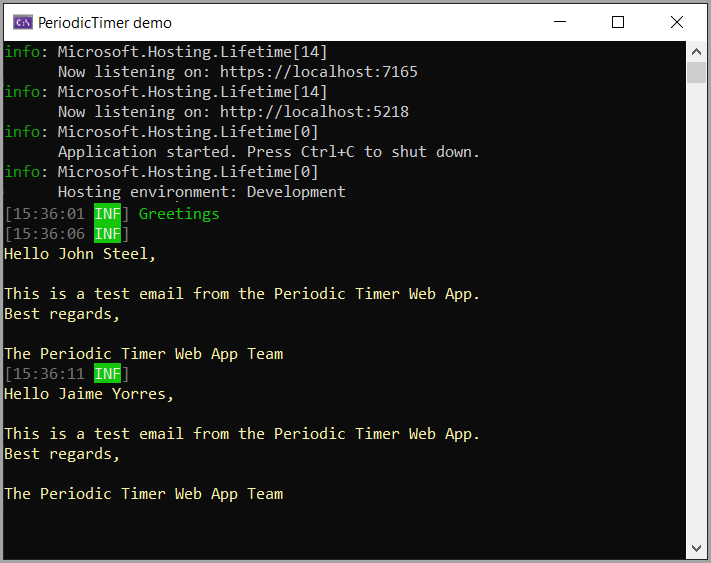 PeriodicTimer demo
info: Microsoft.Hosting.Lifetime[14]
Now listening on: https://localhost:7165
info: Microsoft.Hosting.Lifetime[14]
Now listening on: http://localhost:5218
info: Microsoft.Hosting.Lifetime[0]
Application started. Press Ctrl+C to shut down.
info: Microsoft.Hosting.Lifetime[0]
Hosting environment: Development
[15:36:01 INF] Greetings
[15:36:06 INF]
Hello John Steel,
This is a test email from the Periodic Timer Web App.
Best regards,
The Periodic Timer Web App Team
[15:36:11 INF]
Hello Jaime Yorres,
This is a test email from the Periodic Timer Web App.
Best regards,
The Periodic Timer Web App Team